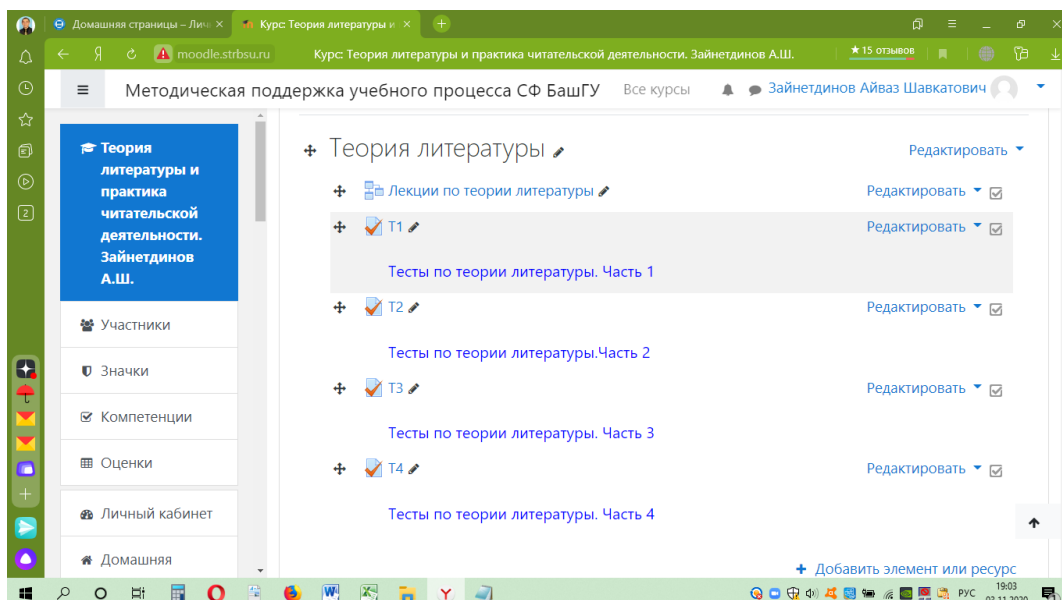 Домашняя страницы – Лич
Курс: Теория литературы и
moodle.strbsu.ru
Курс: Теория литературы и практика читательской деятельности. Зайнетдинов А.Ш.
★ 15 отзывов
Методическая поддержка учебного процесса СФ БашГУ
Все курсы
Зайнетдинов Айваз Шавкатович
Теория
литературы и
практика
читательской
деятельности.
Зайнетдинов
А.Ш.
Участники
Значки
Компетенции
Оценки
Личный кабинет
Домашняя
Теория литературы
Редактировать
Лекции по теории литературы
Редактировать
Т1
Редактировать
Тесты по теории литературы. Часть 1
Т2
Редактировать
Тесты по теории литературы.Часть 2
Т3
Редактировать
Тесты по теории литературы. Часть 3
Т4
Редактировать
Тесты по теории литературы. Часть 4
+ Добавить элемент или ресурс
2
РУС
19:03
03.11.2020